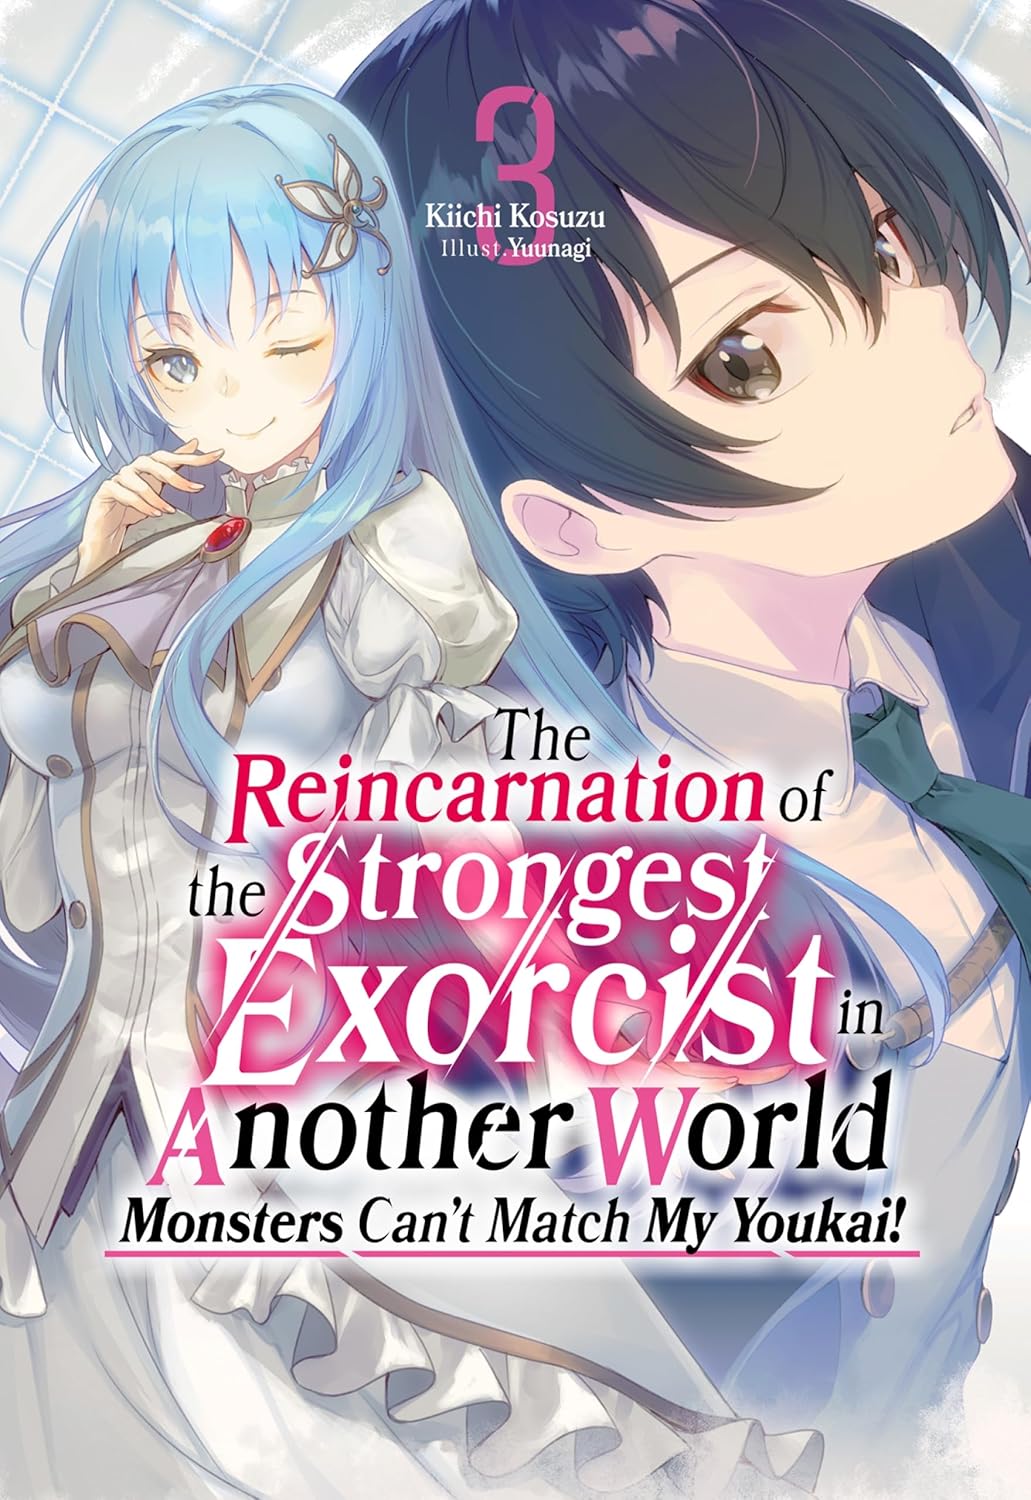 3
Kiichi Kosuzu
Illust.Yuunagi
The
Reincarnation of
the Strongest
Exorcist in
Another World
Monsters Can't Match My Youkai!